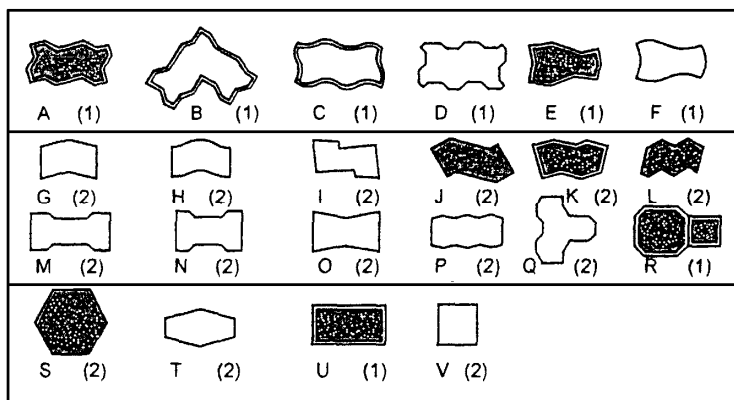 A (1) B (1) C (1) D (1) E (1) F (1)
G (2) H (2) I (2) J (2) K (2) L (2)
M (2) N (2) O (2) P (2) Q (2) R (1)
S (2) T (2) U (1) V (2)